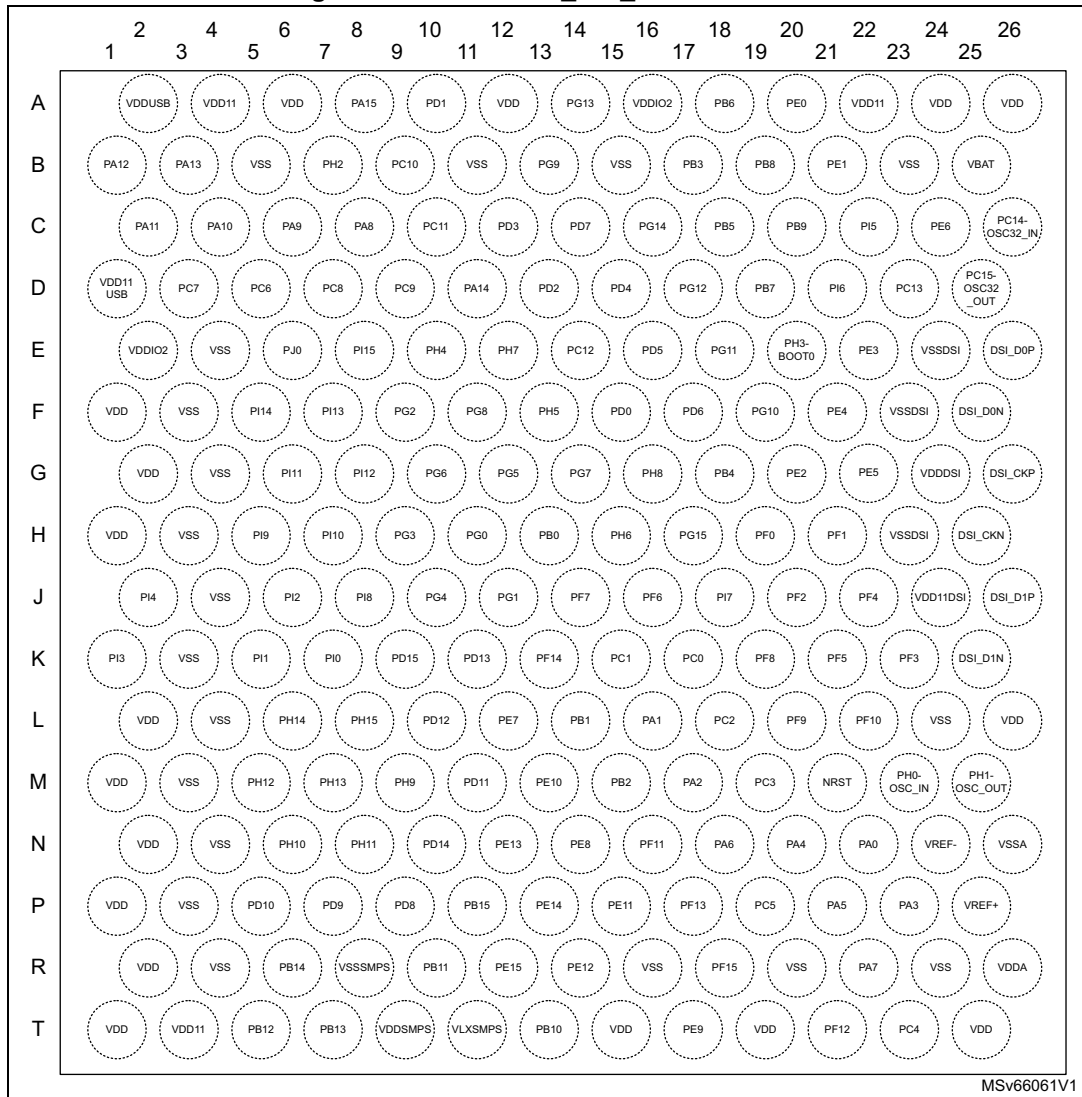 2 4 6 8 10 12 14 16 18 20 22 24 26
1 3 5 7 9 11 13 15 17 19 21 23 25
A VDDUSB VDD11 VDD PA15 PD1 VDD PG13 VDDIO2 PB6 PE0 VDD11 VDD VDD
B PA12 PA13 VSS PH2 PC10 VSS PG9 VSS PB3 PB8 PE1 VSS VBAT
C PA11 PA10 PA9 PA8 PC11 PD3 PD7 PG14 PB5 PB9 PI5 PE6 PC14-
OSC32_IN
D VDD11
USB PC7 PC6 PC8 PC9 PA14 PD2 PD4 PG12 PB7 PI6 PC13 PC15-
OSC32
_OUT
E VDDIO2 VSS PJ0 PI15 PH4 PH7 PC12 PD5 PG11 PH3-
BOOT0 PE3 VSSDSI DSI_D0P
F VDD VSS PI14 PI13 PG2 PG8 PH5 PD0 PD6 PG10 PE4 VSSDSI DSI_D0N
G VDD VSS PI11 PI12 PG6 PG5 PG7 PH8 PB4 PE2 PE5 VDDDSI DSI_CKP
H VDD VSS PI9 PI10 PG3 PG0 PB0 PH6 PG15 PF0 PF1 VSSDSI DSI_CKN
J PI4 VSS PI2 PI8 PG4 PG1 PF7 PF6 PI7 PF2 PF4 VDD11DSI DSI_D1P
K PI3 VSS PI1 PI0 PD15 PD13 PF14 PC1 PC0 PF8 PF5 PF3 DSI_D1N
L VDD VSS PH14 PH15 PD12 PE7 PB1 PA1 PC2 PF9 PF10 VSS VDD
M VDD VSS PH12 PH13 PH9 PD11 PE10 PB2 PA2 PC3 NRST PH0-
OSC_IN PH1-
OSC_OUT
N VDD VSS PH10 PH11 PD14 PE13 PE8 PF11 PA6 PA4 PA0 VREF- VSSA
P VDD VSS PD10 PD9 PD8 PB15 PE14 PE11 PF13 PC5 PA5 PA3 VREF+
R VDD VSS PB14 VSSSMPS PB11 PE15 PE12 VSS PF15 VSS PA7 VSS VDDA
T VDD VDD11 PB12 PB13 VDDSMPS VLXSMPS PB10 VDD PE9 VDD PF12 PC4 VDD
MSv66061V1